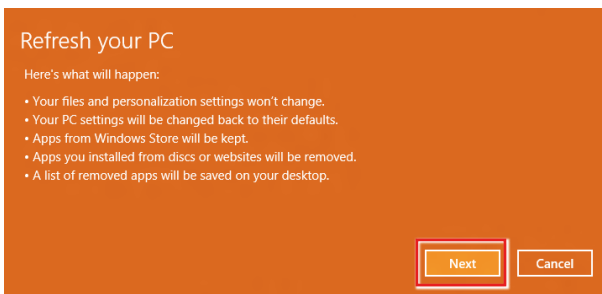 Refresh your PC
Here's what will happen:
• Your files and personalization settings won't change.
• Your PC settings will be changed back to their defaults.
• Apps from Windows Store will be kept.
• Apps you installed from discs or websites will be removed.
• A list of removed apps will be saved on your desktop.
Next Cancel